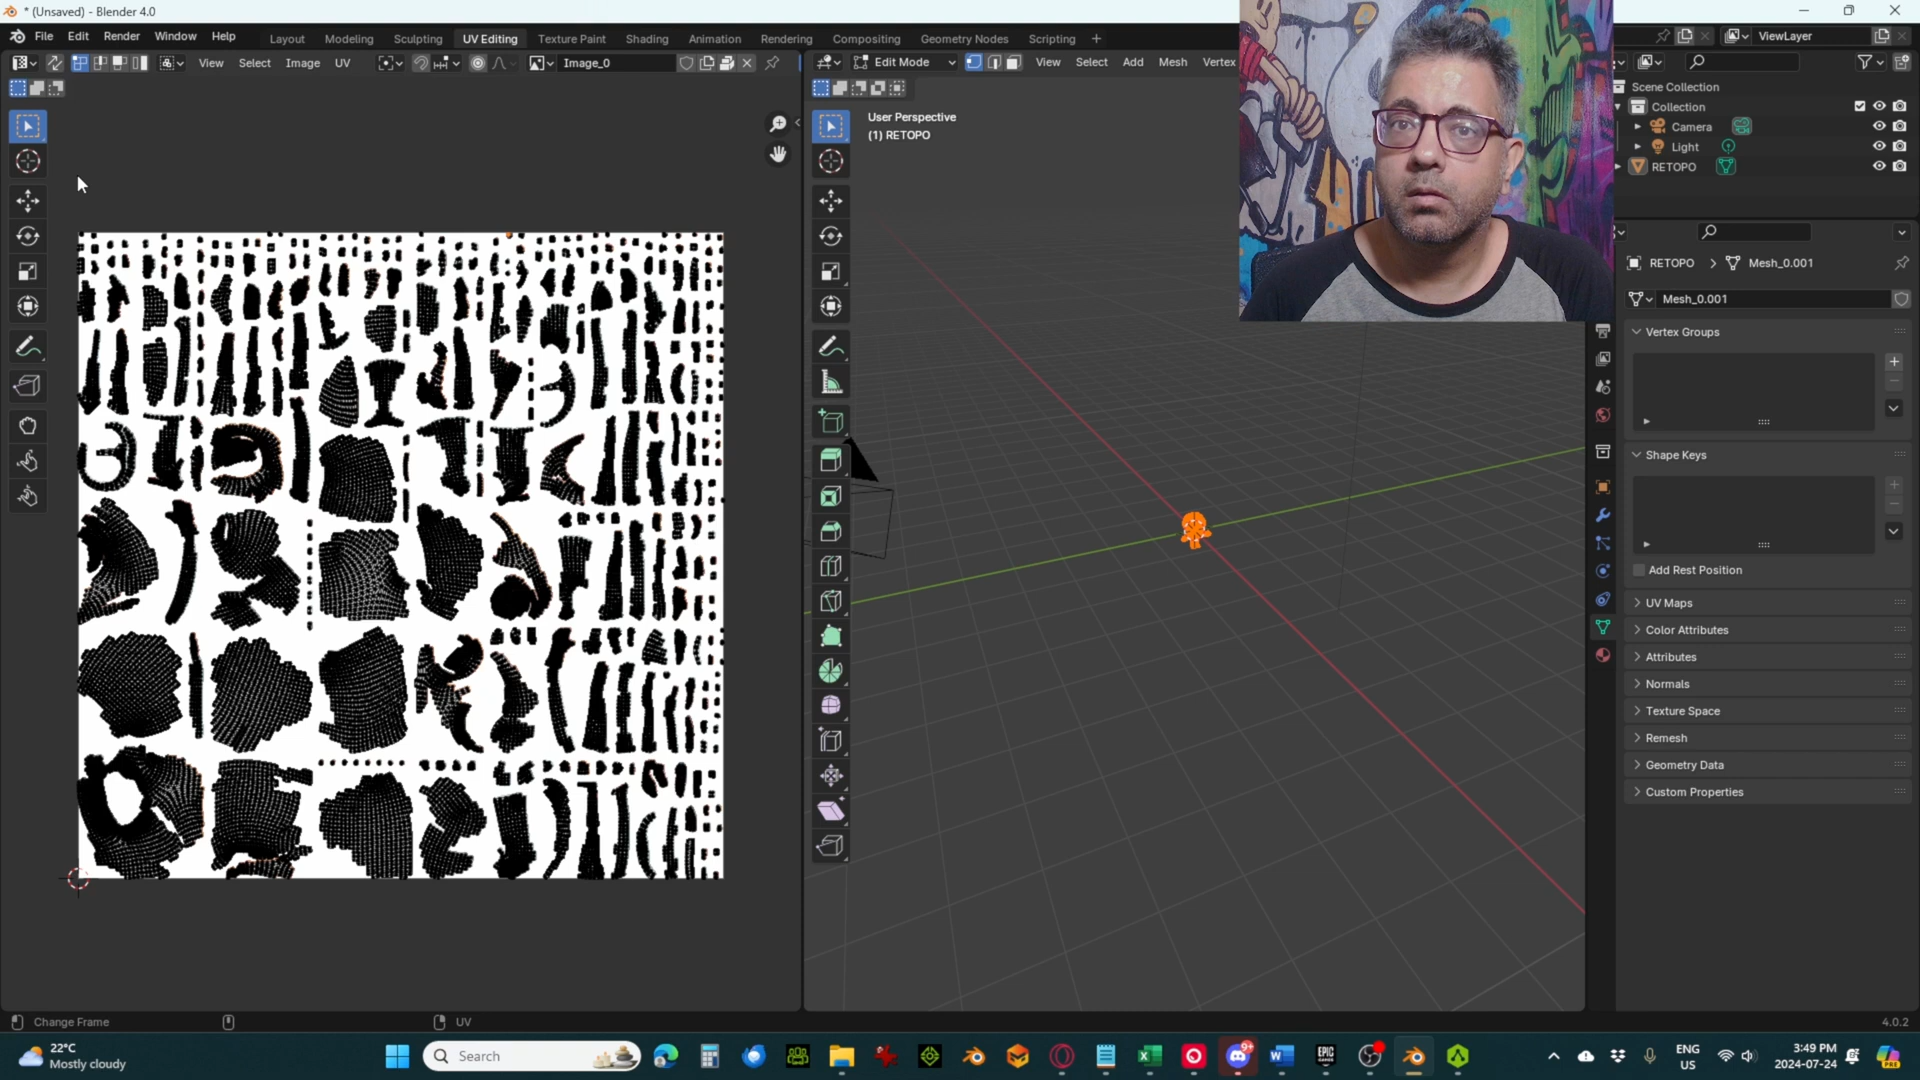 * (Unsaved) - Blender 4.0
File Edit Render Window Help
Layout Modeling Sculpting UV Editing Texture Paint Shading Animation Rendering Compositing Geometry Nodes Scripting
ViewLayer
View Select Image UV
Image_0
Edit Mode
View Select Add Mesh Vertex
User Perspective
(1) RETOPO
Scene Collection
Collection
Camera
Light
RETOPO
RETOPO Mesh_0.001
Mesh_0.001
Vertex Groups
Shape Keys
Add Rest Position
UV Maps
Color Attributes
Attributes
Normals
Texture Space
Remesh
Geometry Data
Custom Properties
Change Frame
UV
4.0.2
22°C
Mostly cloudy
Search
9+
EPIC
ENG
US
3:49 PM
2024-07-24
PRE